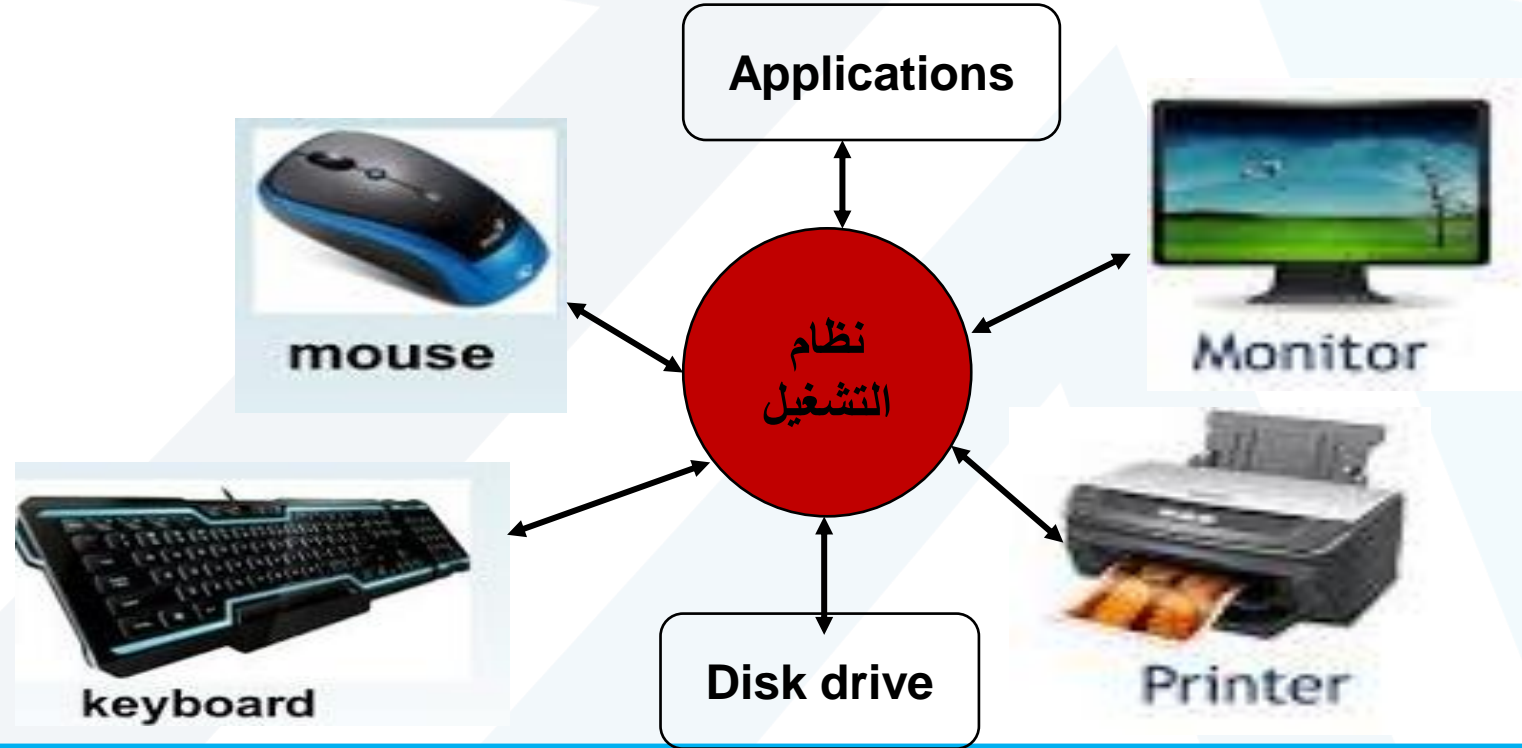 Applications
mouse
نظام
التشغيل
Monitor
keyboard
Disk drive
Printer